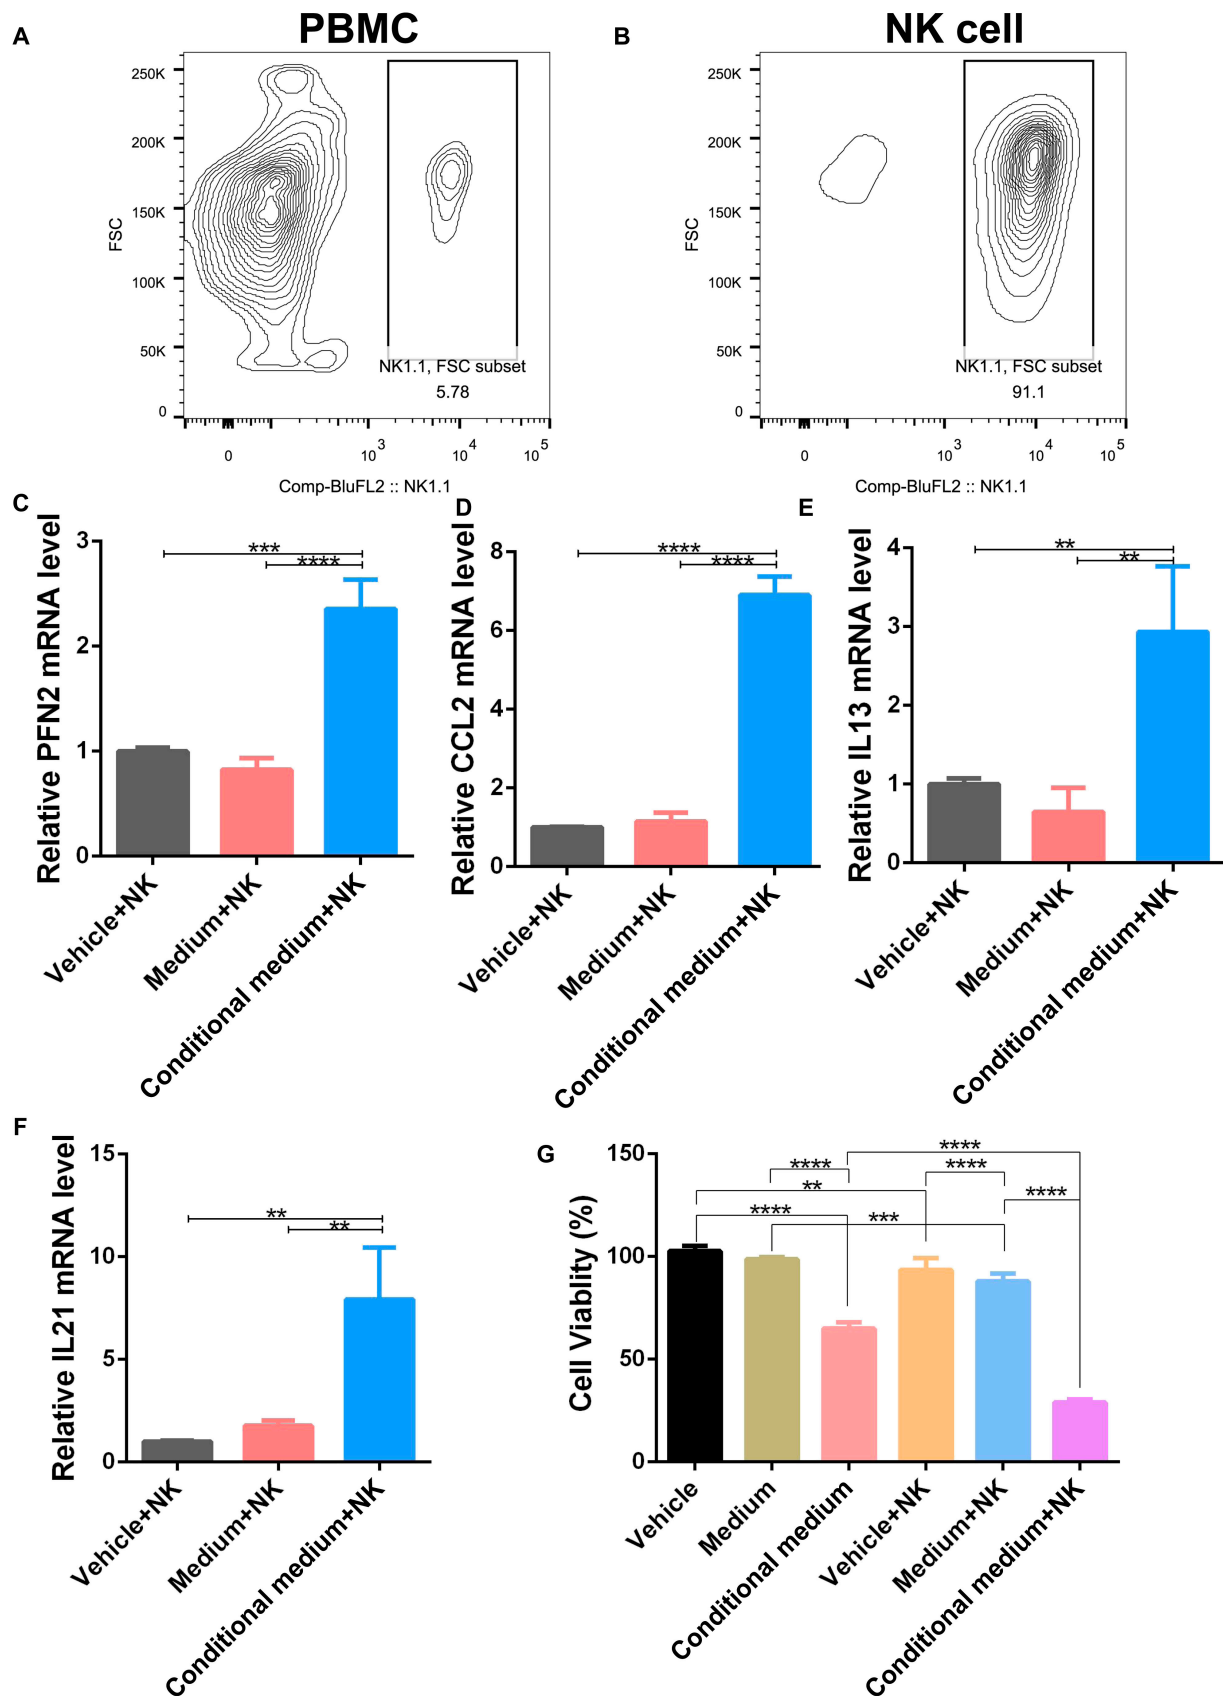 A
PBMC
250K
200K
150K
100K
50K
0
FSC
NK1.1, FSC subset
5.78
0
10^3
10^4
10^5
Comp-BluFL2 :: NK1.1
B
NK cell
250K
200K
150K
100K
50K
0
FSC
NK1.1, FSC subset
91.1
0
10^3
10^4
10^5
Comp-BluFL2 :: NK1.1
C
Relative PFN2 mRNA level
3
2
1
0
***
****
Vehicle+NK
Medium+NK
Conditional medium+NK
D
Relative CCL2 mRNA level
8
6
4
2
0
****
****
Vehicle+NK
Medium+NK
Conditional medium+NK
E
Relative IL13 mRNA level
4
3
2
1
0
**
**
Vehicle+NK
Medium+NK
Conditional medium+NK
F
Relative IL21 mRNA level
15
10
5
0
**
**
Vehicle+NK
Medium+NK
Conditional medium+NK
G
Cell Viablity (%)
150
100
50
0
****
****
****
**
****
****
***
Vehicle
Medium
Conditional medium
Vehicle+NK
Medium+NK
Conditional medium+NK